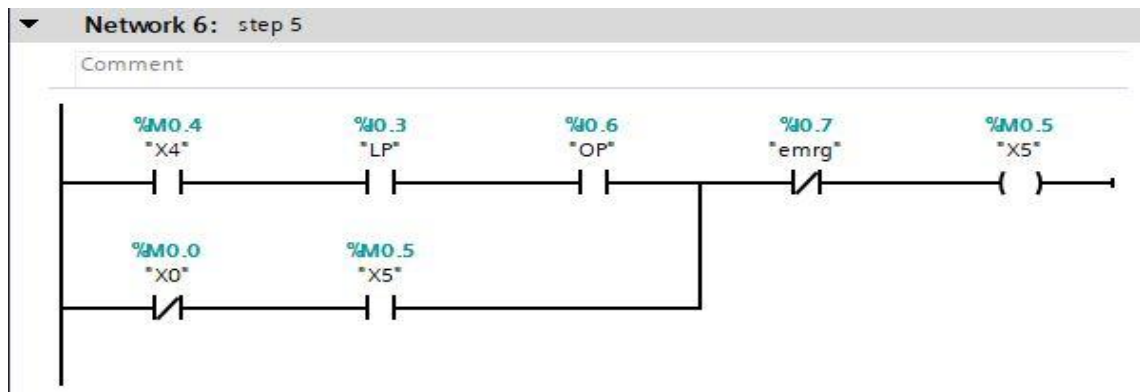 Network 6: step 5
Comment
%M0.4 %I0.3 %I0.6 %I0.7 %M0.5
"X4" "LP" "OP" "emrg" "X5"
%M0.0 %M0.5
"X0" "X5"